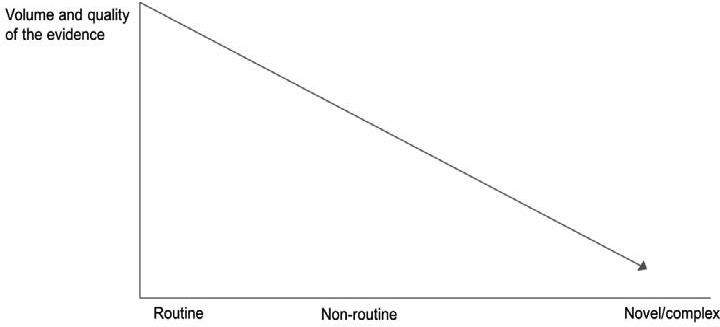 Volume and quality
of the evidence
Routine
Non-routine
Novel/complex